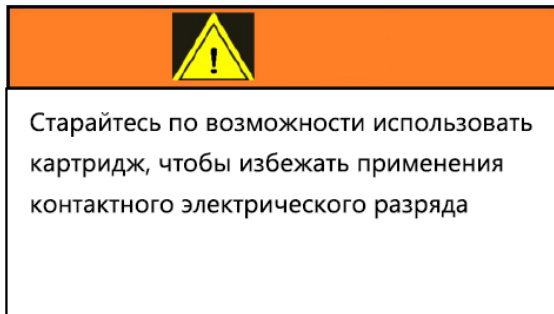 Старайтесь по возможности использовать
картридж, чтобы избежать применения
контактного электрического разряда